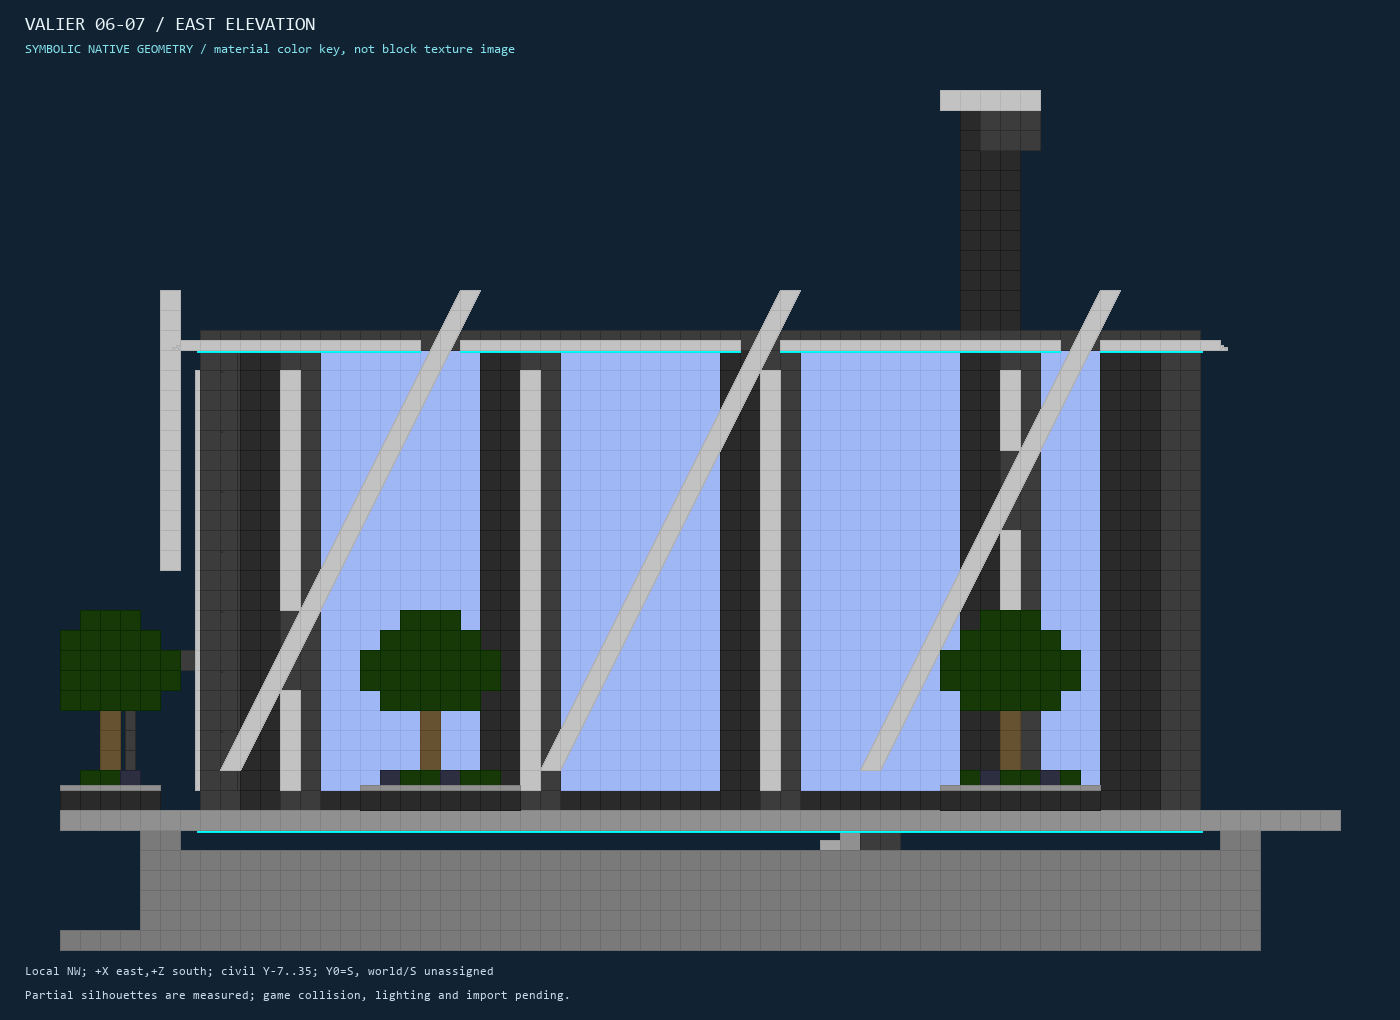 VALIER 06-07 / EAST ELEVATION
SYMBOLIC NATIVE GEOMETRY / material color key, not block texture image
Local NW; +X east,+Z south; civil Y-7..35; Y0=S, world/S unassigned
Partial silhouettes are measured; game collision, lighting and import pending.